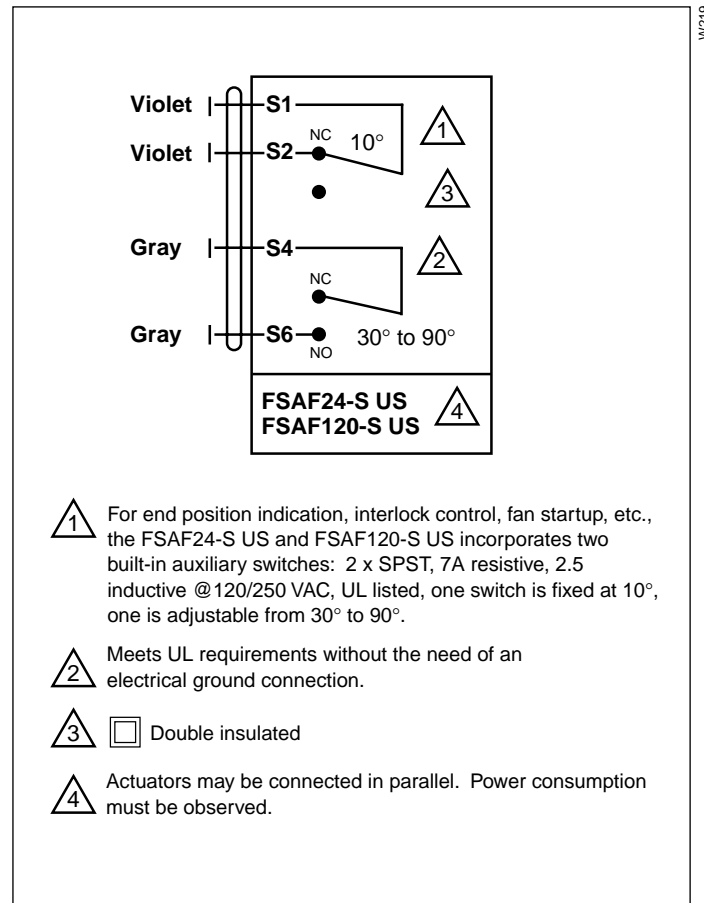 W219
Violet
S1
NC
10°
1
Violet
S2
3
Gray
S4
2
NC
Gray
S6
30° to 90°
NO
FSAF24-S US
FSAF120-S US
4
1
For end position indication, interlock control, fan startup, etc.,
the FSAF24-S US and FSAF120-S US incorporates two
built-in auxiliary switches: 2 x SPST, 7A resistive, 2.5
inductive @120/250 VAC, UL listed, one switch is fixed at 10°,
one is adjustable from 30° to 90°.
2
Meets UL requirements without the need of an
electrical ground connection.
3
Double insulated
4
Actuators may be connected in parallel. Power consumption
must be observed.